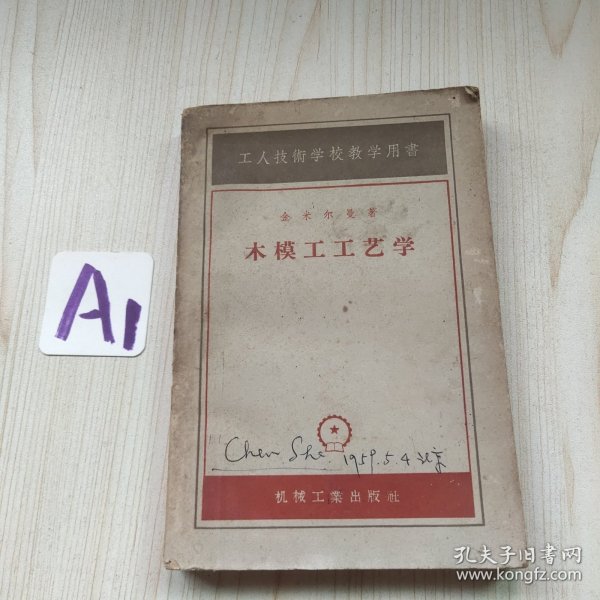 工人技術学校教学用書
金米尔曼著
木模工工艺学
Chen She 1959.5.4 北京
机械工業出版社
A1
孔夫子旧书网
www.kongfz.com